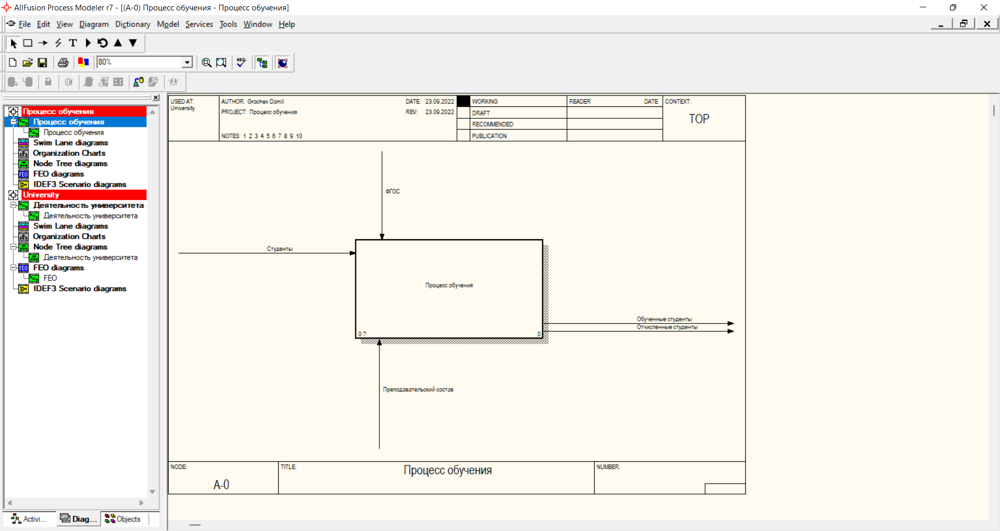 AllFusion Process Modeler r7 - [(A-0) Процесс обучения - Процесс обучения]
File Edit View Diagram Dictionary Model Services Tools Window Help
T
80%
ABC
Процесс обучения
Процесс обучения
Процесс обучения
Swim Lane diagrams
Organization Charts
Node Tree diagrams
FEO FEO diagrams
IDEF3 Scenario diagrams
University
Деятельность университета
Деятельность университета
Swim Lane diagrams
Organization Charts
Node Tree diagrams
Деятельность университета
FEO FEO diagrams
FEO
IDEF3 Scenario diagrams
Activi... Diag... Objects
USED AT:
University
AUTHOR: Grachev Daniil
PROJECT: Процесс обучения
NOTES: 1 2 3 4 5 6 7 8 9 10
DATE: 23.09.2022
REV: 23.09.2022
WORKING
DRAFT
RECOMMENDED
PUBLICATION
READER DATE
CONTEXT:
TOP
ФГОС
Студенты
Процесс обучения
0 ? 0
Обученные студенты
Отчисленные студенты
Преподавательский состав
NODE:
A-0
TITLE:
Процесс обучения
NUMBER: